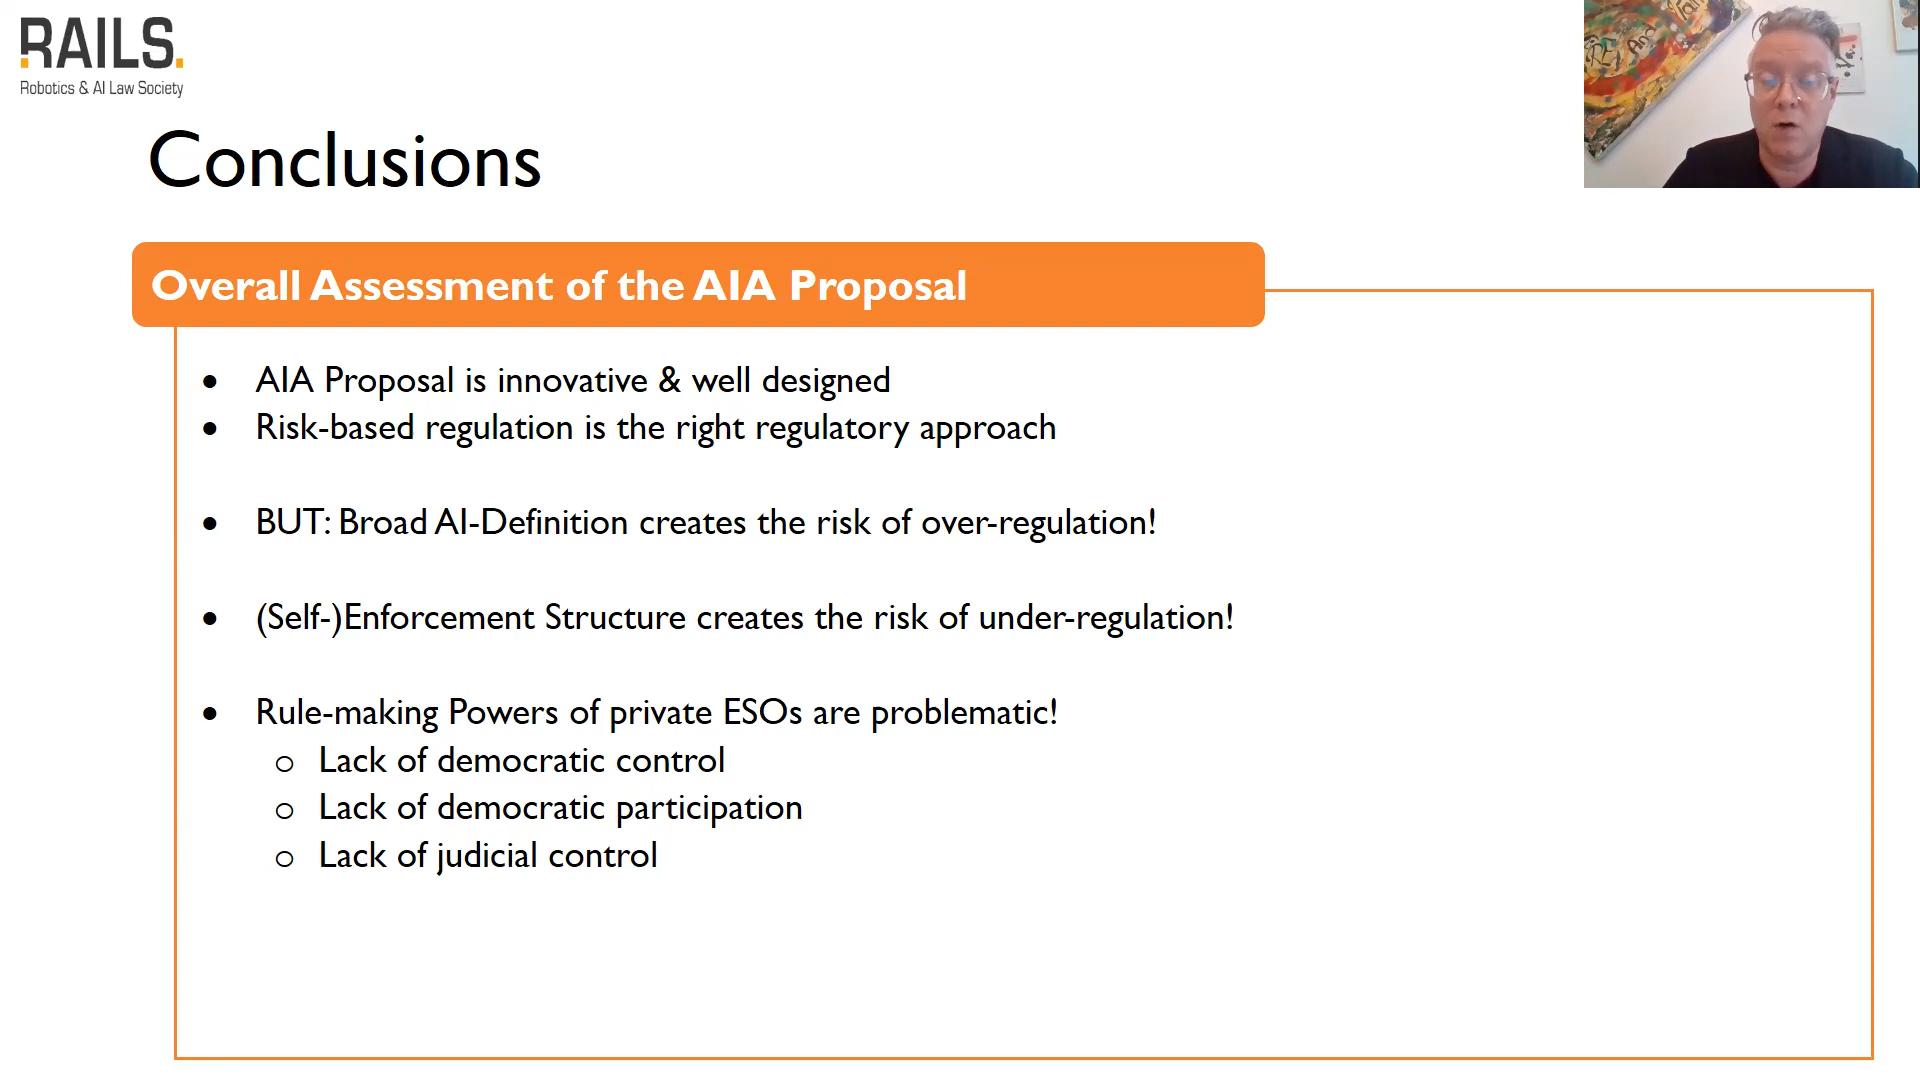 RAILS.
Robotics & AI Law Society
Conclusions
Overall Assessment of the AIA Proposal
• AIA Proposal is innovative & well designed
• Risk-based regulation is the right regulatory approach
• BUT: Broad AI-Definition creates the risk of over-regulation!
• (Self-)Enforcement Structure creates the risk of under-regulation!
• Rule-making Powers of private ESOs are problematic!
o Lack of democratic control
o Lack of democratic participation
o Lack of judicial control
And